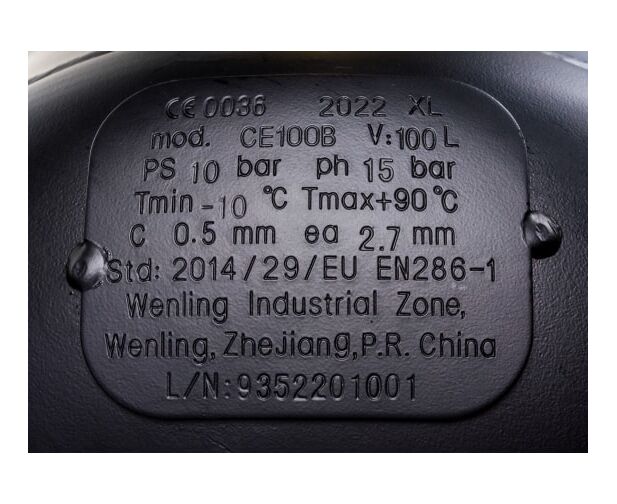 CE 0036 2022 XL
mod. CE100B V:100 L
PS 10 bar ph 15 bar
Tmin -10 °C Tmax+90°C
C 0.5 mm ea 2.7 mm
Std: 2014/29/EU EN286-1
Wenling Industrial Zone,
Wenling, ZheJiang,P.R. China
L/N:9352201001